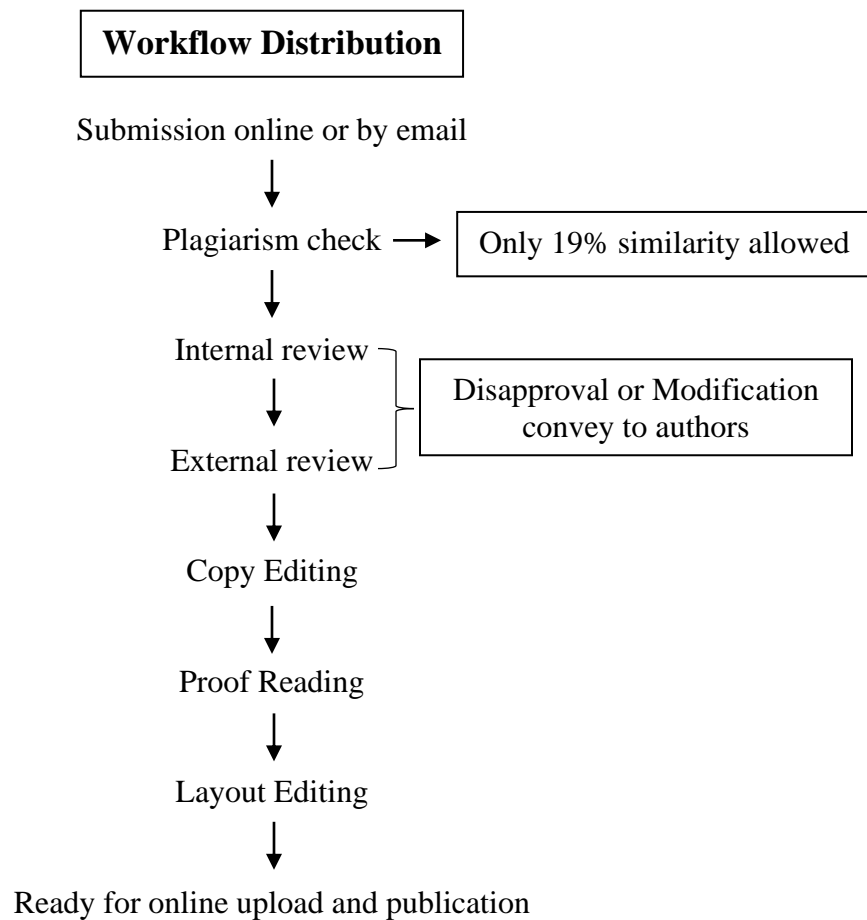 Workflow Distribution
Submission online or by email
Plagiarism check
Only 19% similarity allowed
Internal review
Disapproval or Modification
convey to authors
External review
Copy Editing
Proof Reading
Layout Editing
Ready for online upload and publication